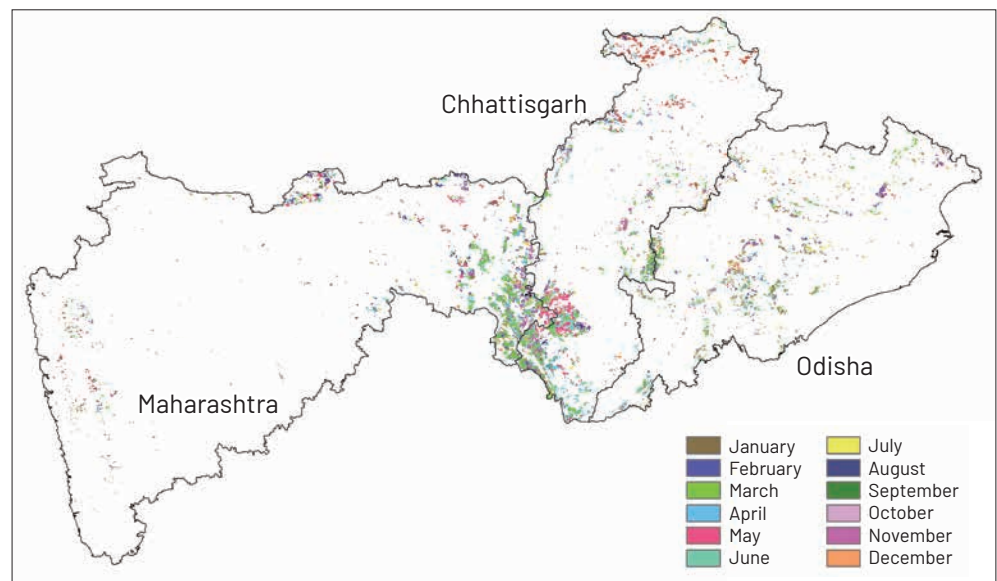 Chhattisgarh
Odisha
Maharashtra
January
February
March
April
May
June
July
August
September
October
November
December